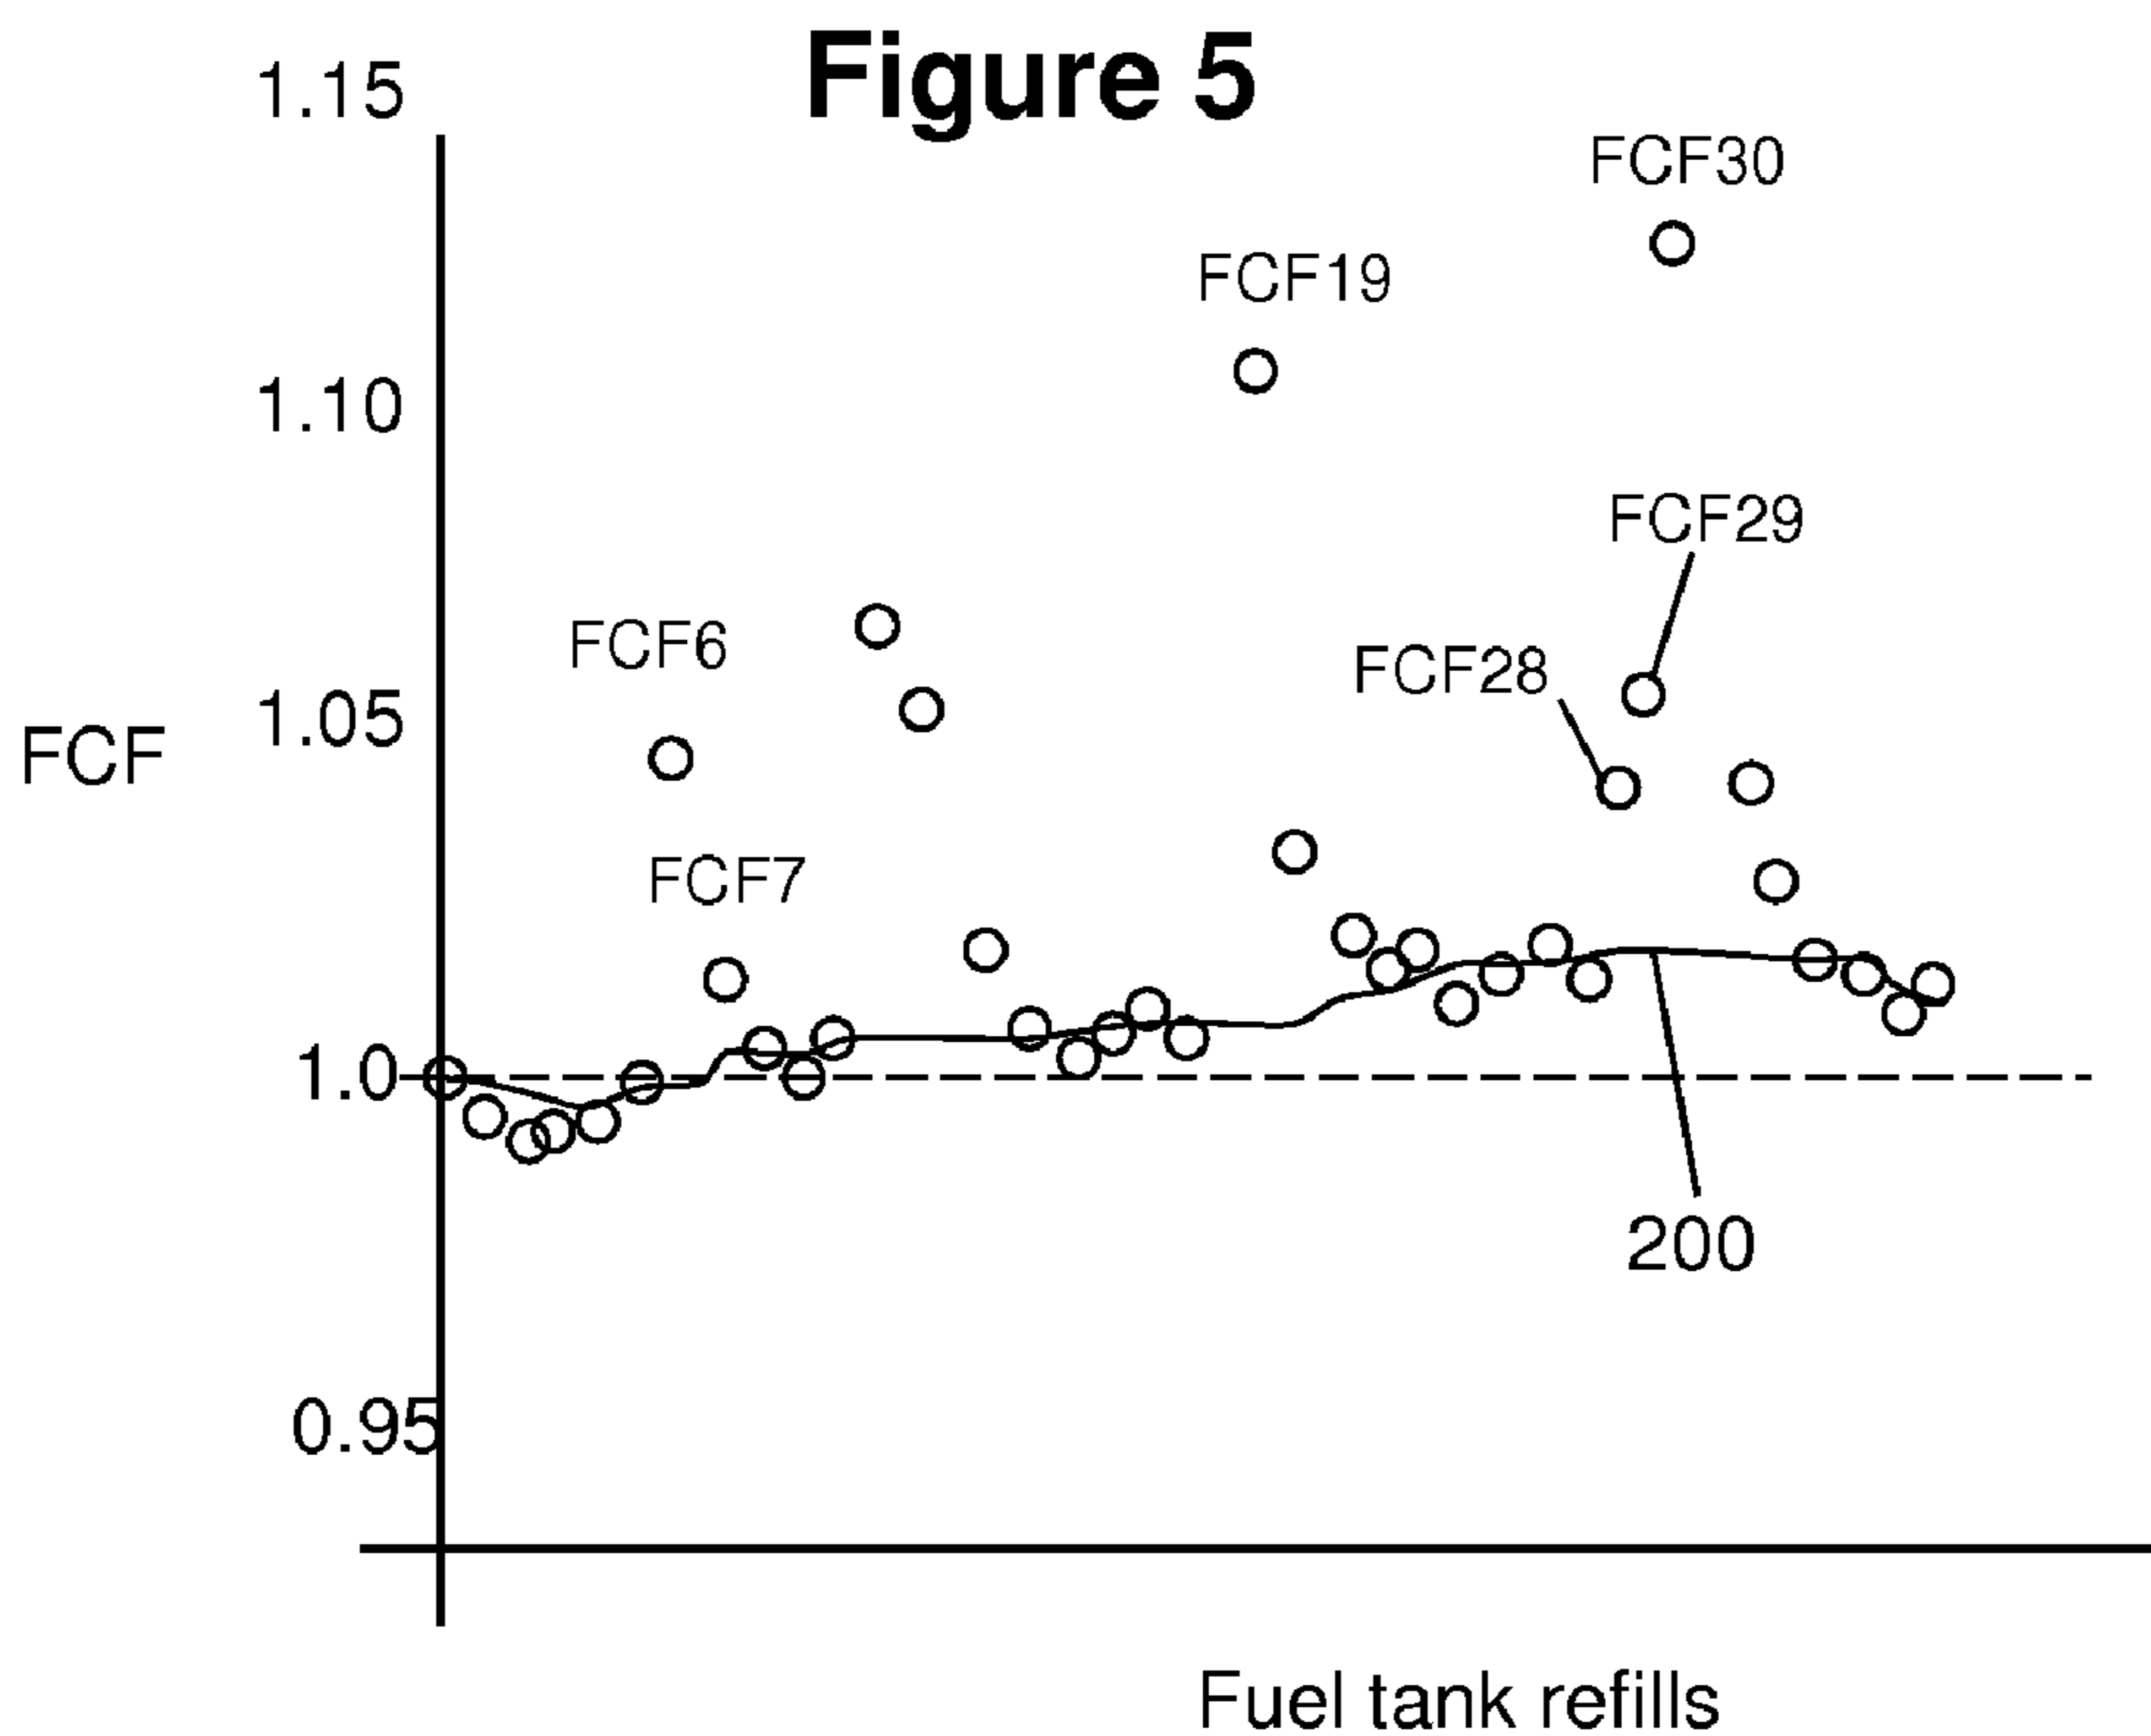 Figure 5
1.15
FCF30
FCF19
1.10
FCF29
FCF6
FCF28
1.05
FCF
FCF7
1.0
200
0.95
Fuel tank refills